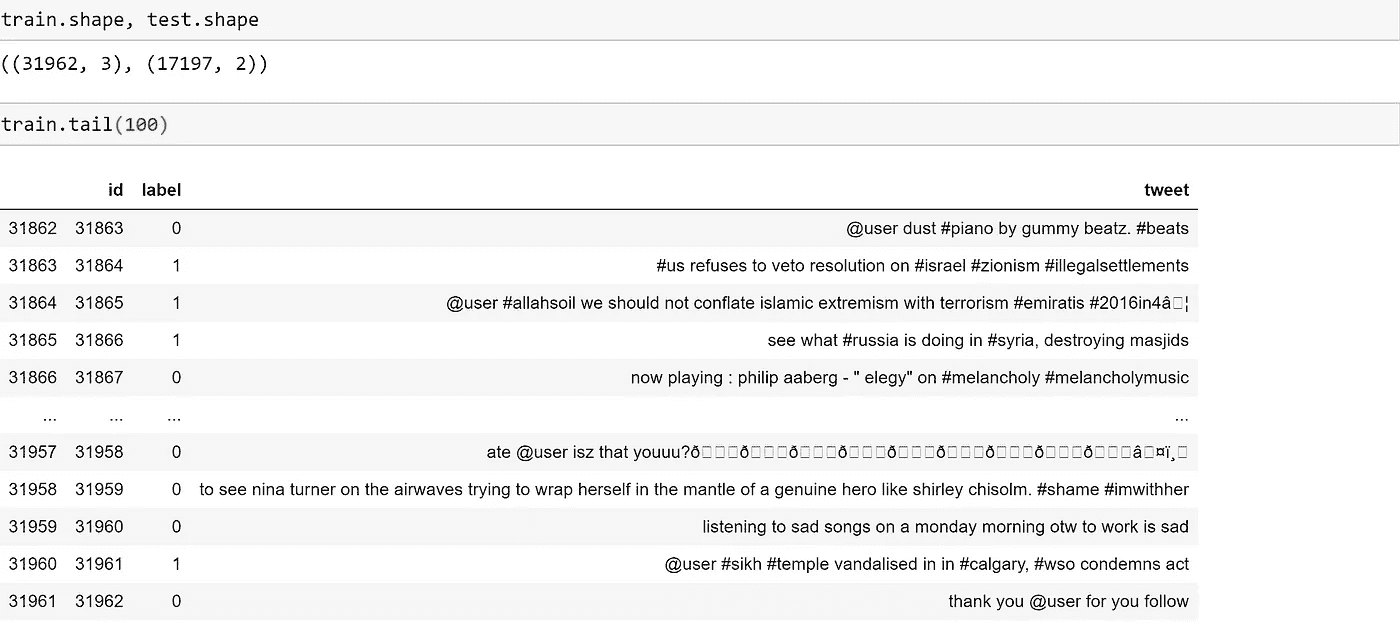 train.shape, test.shape
((31962, 3), (17197, 2))
train.tail(100)
id label tweet
31862 31863 0 @user dust #piano by gummy beatz. #beats
31863 31864 1 #us refuses to veto resolution on #israel #zionism #illegalsettlements
31864 31865 1 @user #allahsoil we should not conflate islamic extremism with terrorism #emiratis #2016in4â□¦
31865 31866 1 see what #russia is doing in #syria, destroying masjids
31866 31867 0 now playing : philip aaberg - " elegy" on #melancholy #melancholymusic
... ... ... ...
31957 31958 0 ate @user isz that youuu?ð□□□ð□□□ð□□□ð□□□ð□□□ð□□□ð□□□ð□□□ð□□□â□¤ï¸□
31958 31959 0 to see nina turner on the airwaves trying to wrap herself in the mantle of a genuine hero like shirley chisolm. #shame #imwithher
31959 31960 0 listening to sad songs on a monday morning otw to work is sad
31960 31961 1 @user #sikh #temple vandalised in in #calgary, #wso condemns act
31961 31962 0 thank you @user for you follow